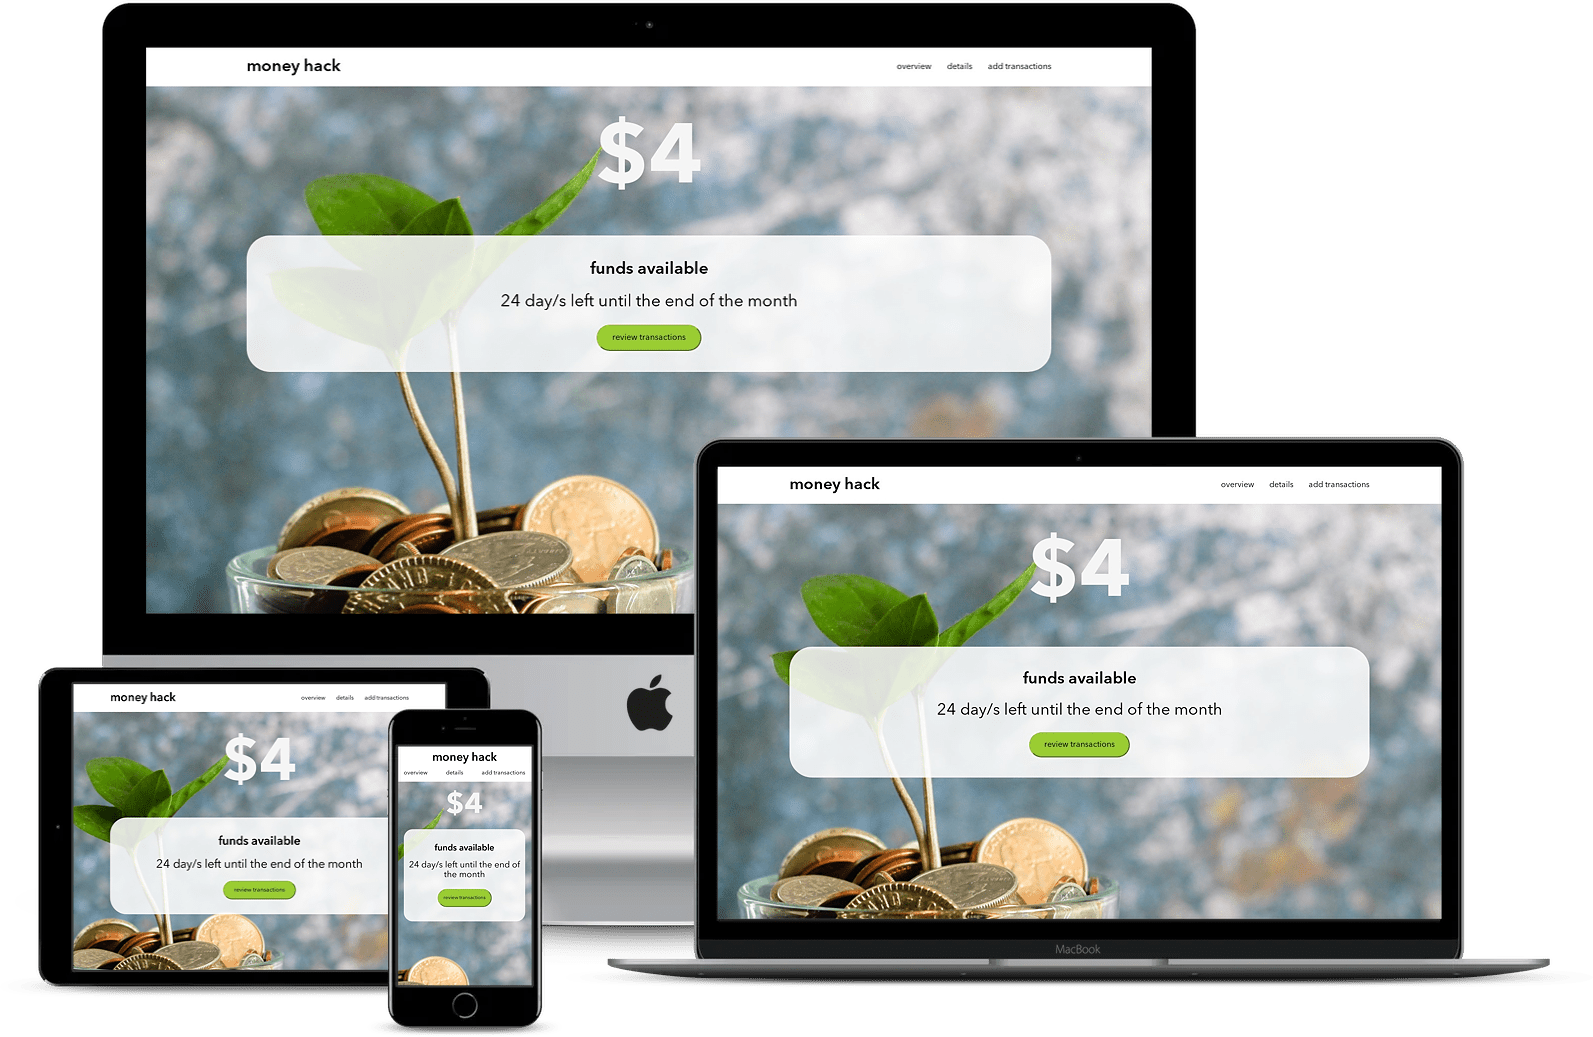 money hack
overview details add transactions
$4
funds available
24 day/s left until the end of the month
review transactions
money hack
overview details add transactions
$4
funds available
24 day/s left until the end of the month
review transactions
MacBook
money hack
overview details add transactions
$4
funds available
24 day/s left until the end of the month
review transactions
money hack
overview details add transactions
$4
funds available
24 day/s left until the end of
the month
review transactions